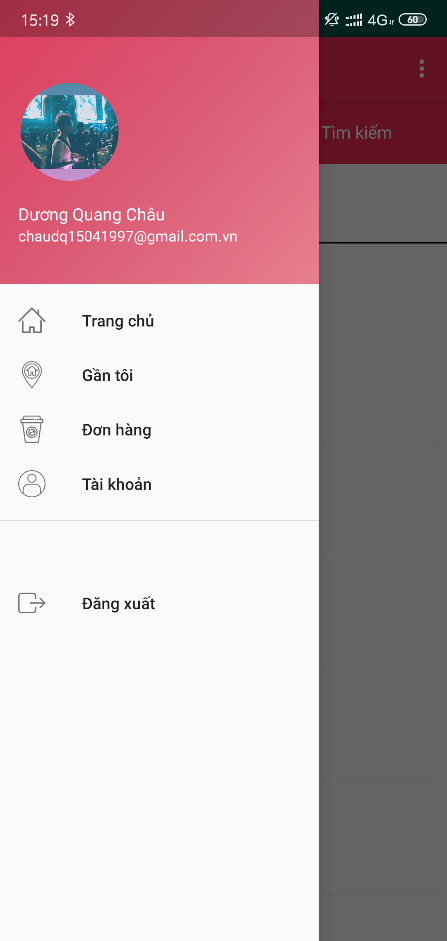 15:19 4G 60
Tìm kiếm
Dương Quang Châu
chaudq15041997@gmail.com.vn
Trang chủ
Gần tôi
Đơn hàng
Tài khoản
Đăng xuất